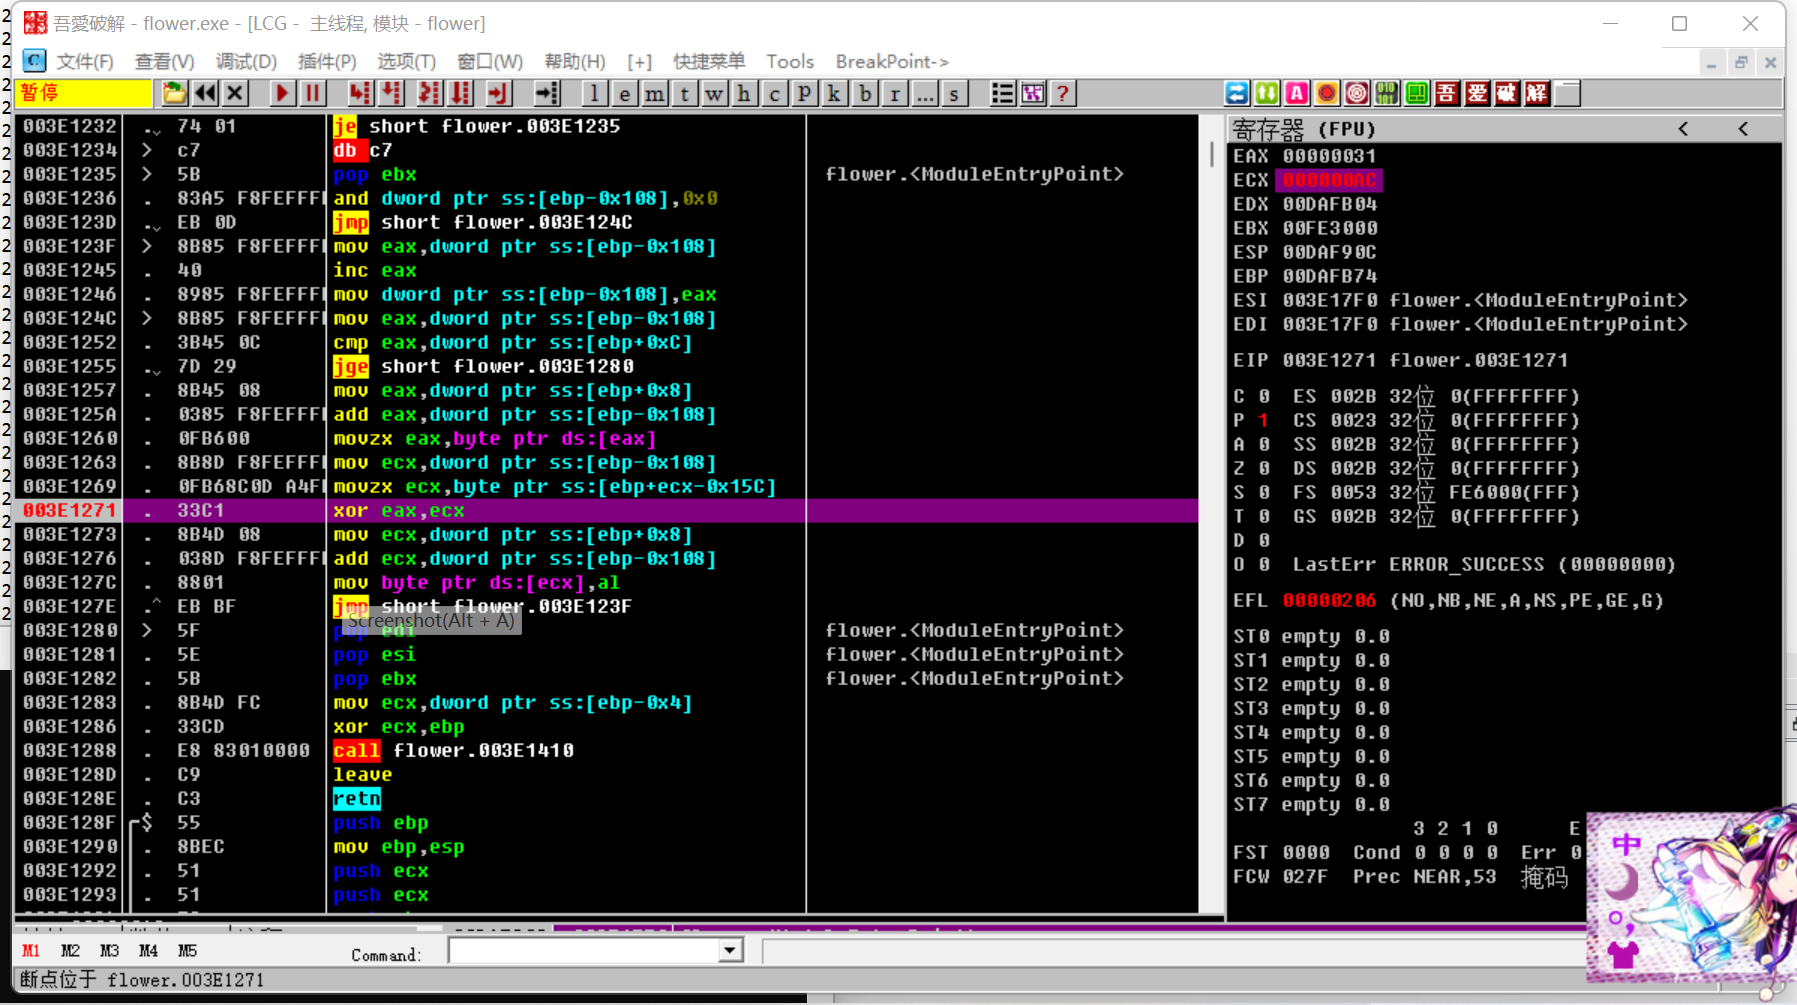 吾愛破解 - flower.exe - [LCG - 主线程, 模块 - flower]
文件(F) 查看(V) 调试(D) 插件(P) 选项(T) 窗口(W) 帮助(H) [+] 快捷菜单 Tools BreakPoint->
暂停 l e m t w h c P k b r ... s ? 吾 爱 破 解
003E1232 . 74 01 je short flower.003E1235
003E1234 > c7 db c7
003E1235 > 5B pop ebx flower.<ModuleEntryPoint>
003E1236 . 83A5 F8FEFFFF and dword ptr ss:[ebp-0x108],0x0
003E123D . EB 0D jmp short flower.003E124C
003E123F > 8B85 F8FEFFFF mov eax,dword ptr ss:[ebp-0x108]
003E1245 . 40 inc eax
003E1246 . 8985 F8FEFFFF mov dword ptr ss:[ebp-0x108],eax
003E124C > 8B85 F8FEFFFF mov eax,dword ptr ss:[ebp-0x108]
003E1252 . 3B45 0C cmp eax,dword ptr ss:[ebp+0xC]
003E1255 . 7D 29 jge short flower.003E1280
003E1257 . 8B45 08 mov eax,dword ptr ss:[ebp+0x8]
003E125A . 0385 F8FEFFFF add eax,dword ptr ss:[ebp-0x108]
003E1260 . 0FB600 movzx eax,byte ptr ds:[eax]
003E1263 . 8B8D F8FEFFFF mov ecx,dword ptr ss:[ebp-0x108]
003E1269 . 0FB68C0D A4F movzx ecx,byte ptr ss:[ebp+ecx-0x15C]
003E1271 . 33C1 xor eax,ecx
003E1273 . 8B4D 08 mov ecx,dword ptr ss:[ebp+0x8]
003E1276 . 038D F8FEFFFF add ecx,dword ptr ss:[ebp-0x108]
003E127C . 8801 mov byte ptr ds:[ecx],al
003E127E .^ EB BF jmp short flower.003E123F
Screenshot(Alt + A)
003E1280 > 5F pop edi flower.<ModuleEntryPoint>
003E1281 . 5E pop esi flower.<ModuleEntryPoint>
003E1282 . 5B pop ebx flower.<ModuleEntryPoint>
003E1283 . 8B4D FC mov ecx,dword ptr ss:[ebp-0x4]
003E1286 . 33CD xor ecx,ebp
003E1288 . E8 83010000 call flower.003E1410
003E128D . C9 leave
003E128E . C3 retn
003E128F $ 55 push ebp
003E1290 . 8BEC mov ebp,esp
003E1292 . 51 push ecx
003E1293 . 51 push ecx
寄存器 (FPU) < <
EAX 00000031
ECX 000000AC
EDX 00DAFB04
EBX 00FE3000
ESP 00DAF90C
EBP 00DAFB74
ESI 003E17F0 flower.<ModuleEntryPoint>
EDI 003E17F0 flower.<ModuleEntryPoint>
EIP 003E1271 flower.003E1271
C 0 ES 002B 32位 0(FFFFFFFF)
P 1 CS 0023 32位 0(FFFFFFFF)
A 0 SS 002B 32位 0(FFFFFFFF)
Z 0 DS 002B 32位 0(FFFFFFFF)
S 0 FS 0053 32位 FE6000(FFF)
T 0 GS 002B 32位 0(FFFFFFFF)
D 0
O 0 LastErr ERROR_SUCCESS (00000000)
EFL 00000206 (NO,NB,NE,A,NS,PE,GE,G)
ST0 empty 0.0
ST1 empty 0.0
ST2 empty 0.0
ST3 empty 0.0
ST4 empty 0.0
ST5 empty 0.0
ST6 empty 0.0
ST7 empty 0.0
3 2 1 0 E
FST 0000 Cond 0 0 0 0 Err 0
FCW 027F Prec NEAR,53 掩码
中
M1 M2 M3 M4 M5 Command:
断点位于 flower.003E1271